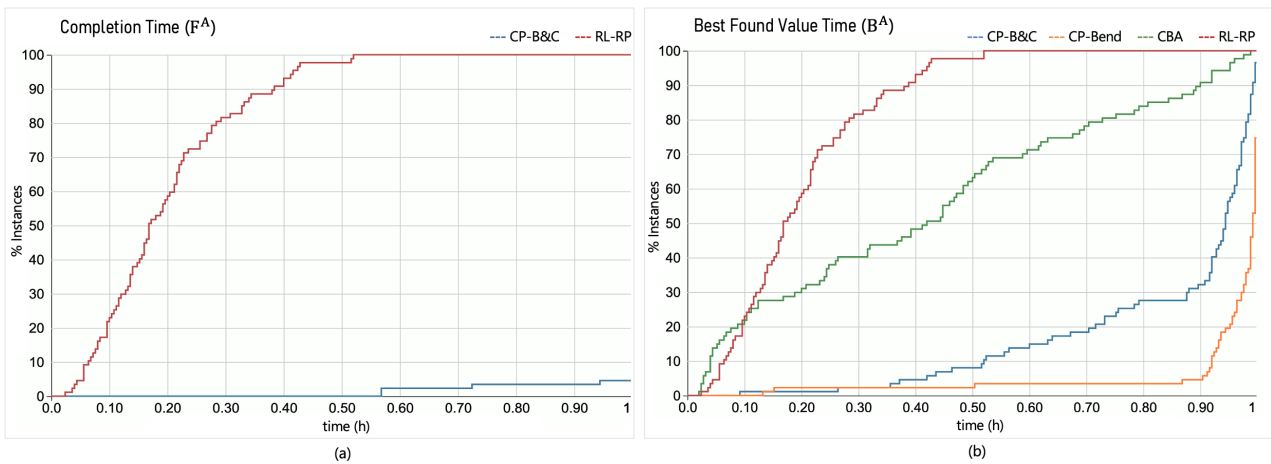 Completion Time (F^A)
CP-B&C RL-RP
% Instances
100
90
80
70
60
50
40
30
20
10
0
0.0 0.10 0.20 0.30 0.40 0.50 0.60 0.70 0.80 0.90 1
time (h)
(a)
Best Found Value Time (B^A)
CP-B&C CP-Bend CBA RL-RP
% Instances
100
90
80
70
60
50
40
30
20
10
0
0.0 0.10 0.20 0.30 0.40 0.50 0.60 0.70 0.80 0.90 1
time (h)
(b)